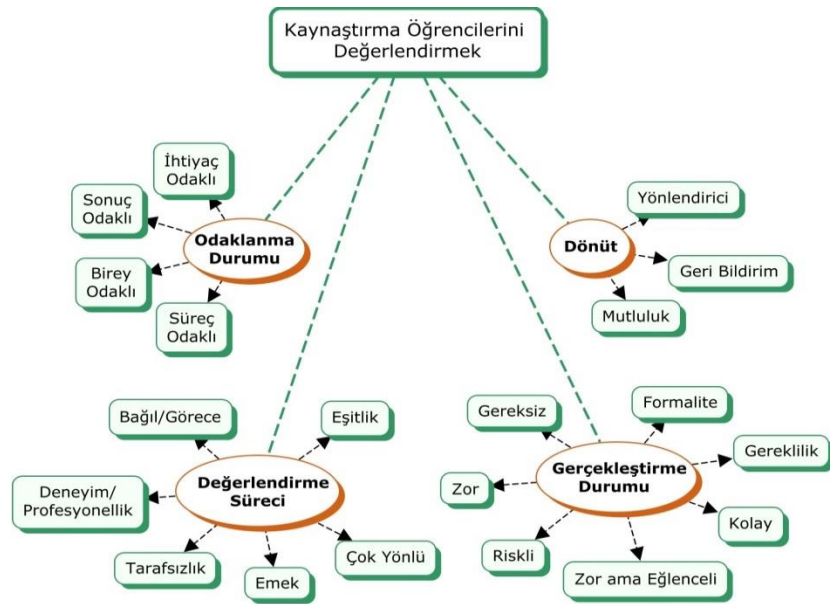 Kaynaştırma Öğrencilerini
Değerlendirmek
İhtiyaç
Odaklı
Sonuç
Odaklı
Birey
Odaklı
Süreç
Odaklı
Odaklanma
Durumu
Dönüt
Yönlendirici
Geri Bildirim
Mutluluk
Bağıl/Görece
Eşitlik
Deneyim/
Profesyonellik
Değerlendirme
Süreci
Tarafsızlık
Emek
Çok Yönlü
Gereksiz
Formalite
Gereklilik
Zor
Gerçekleştirme
Durumu
Kolay
Riskli
Zor ama Eğlenceli